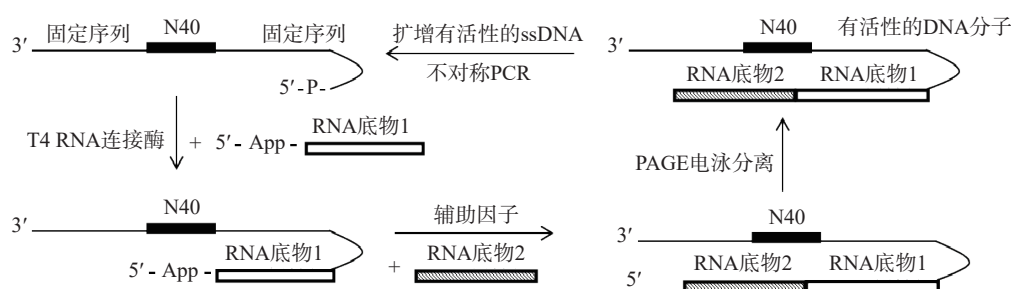 3′ 固定序列 N40 固定序列
5′-P-
扩增有活性的ssDNA
不对称PCR
3′ N40 有活性的DNA分子
RNA底物2 RNA底物1
T4 RNA连接酶 + 5′- App - RNA底物1
PAGE电泳分离
3′ N40
5′ - App - RNA底物1
辅助因子
+ RNA底物2
3′ N40
5′ RNA底物2 RNA底物1